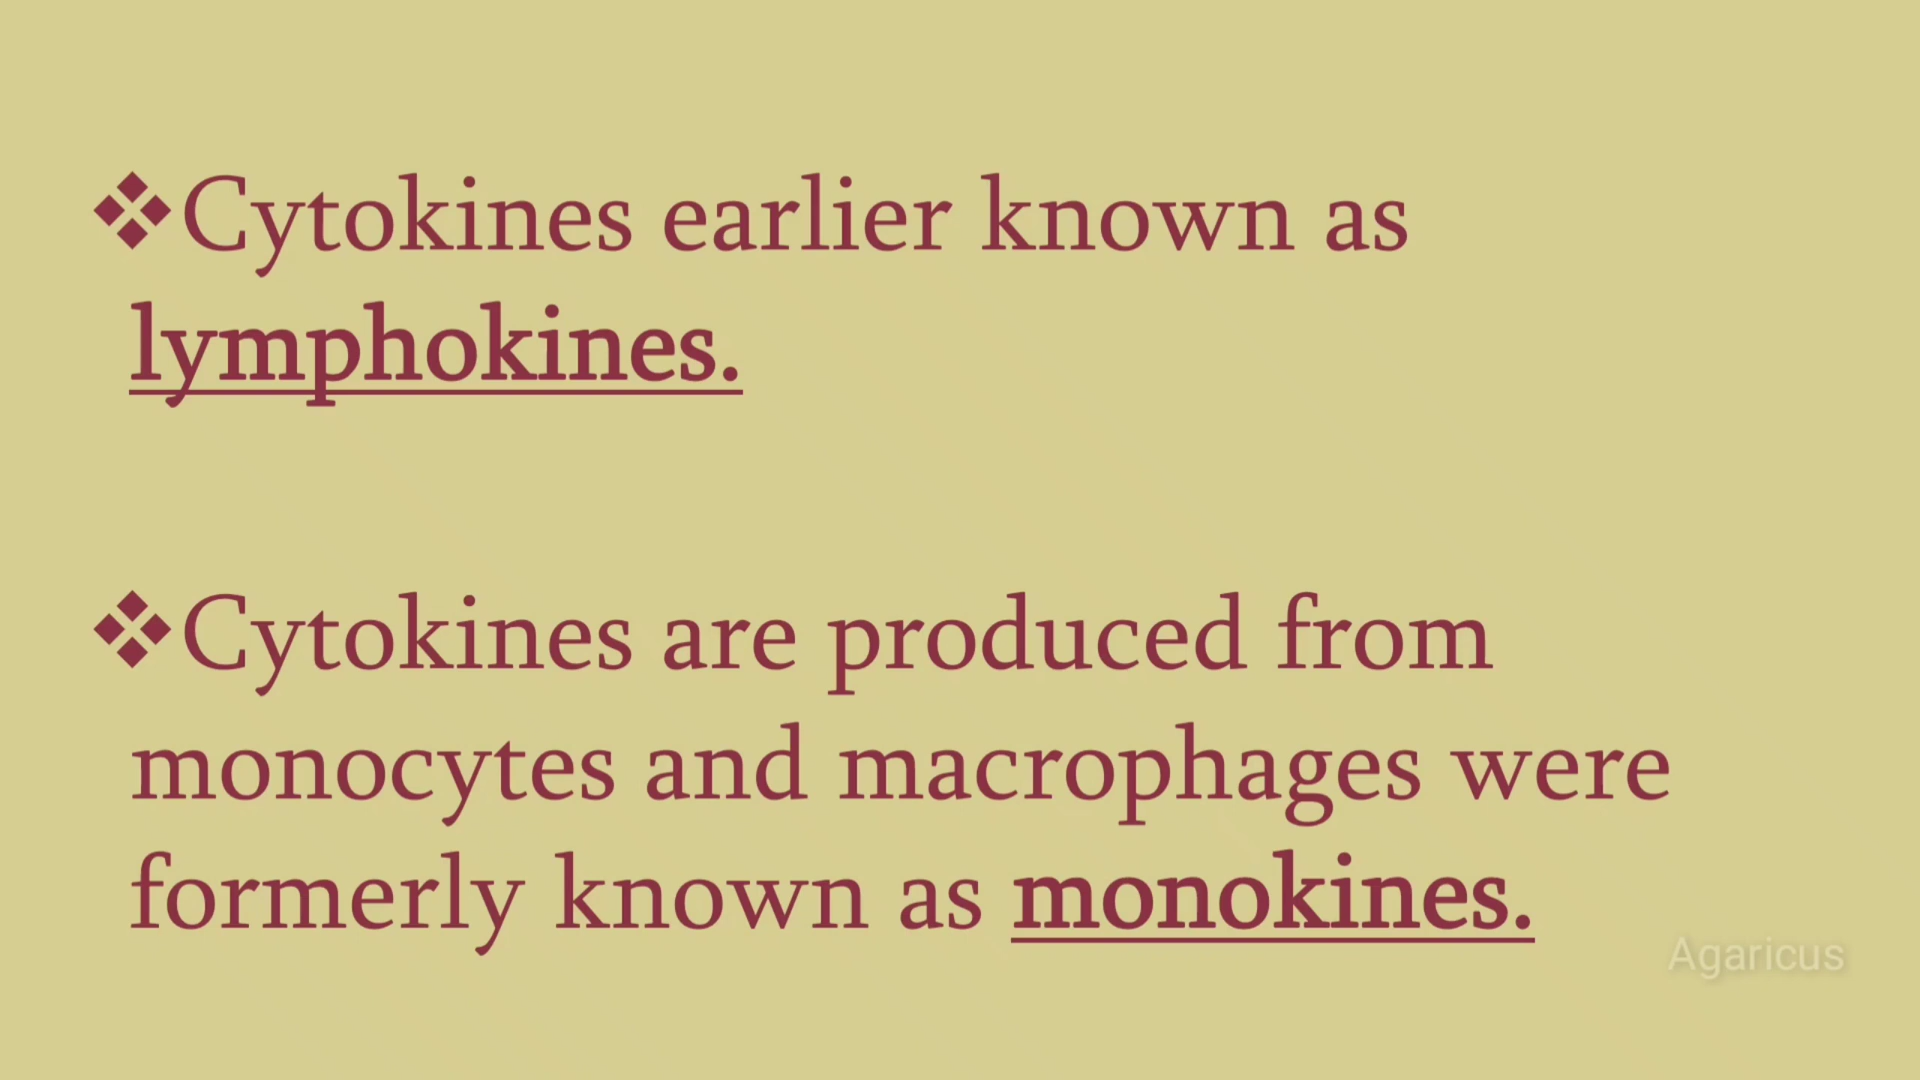 ❖Cytokines earlier known as
lymphokines.
❖Cytokines are produced from
monocytes and macrophages were
formerly known as monokines.
Agaricus